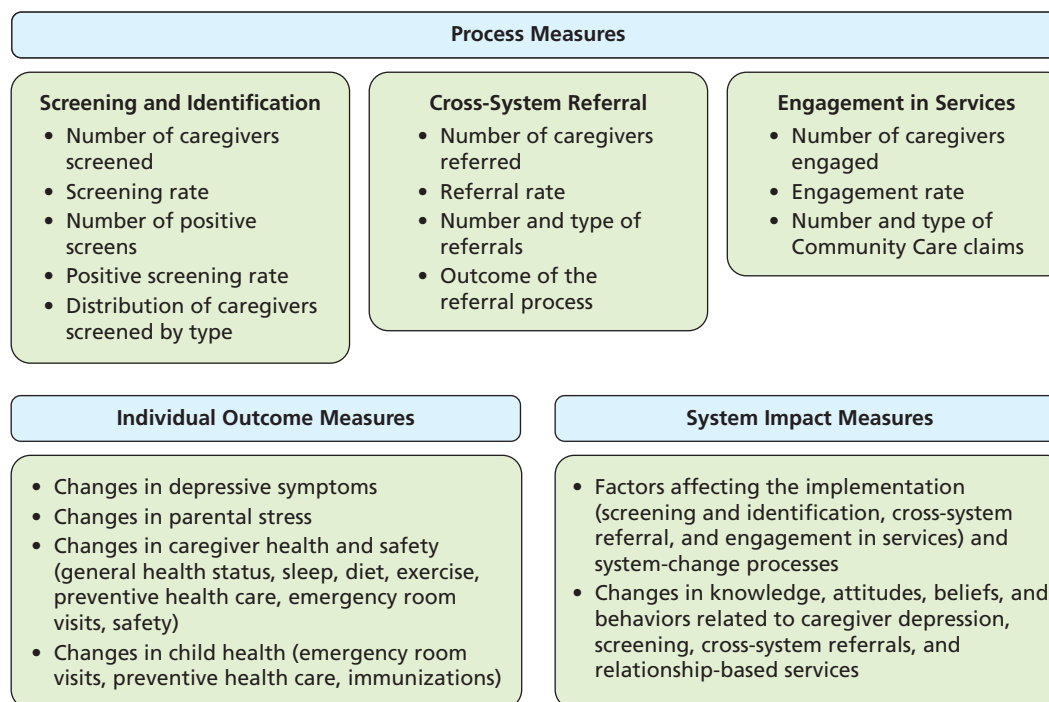 Process Measures
Screening and Identification
• Number of caregivers
screened
• Screening rate
• Number of positive
screens
• Positive screening rate
• Distribution of caregivers
screened by type
Cross-System Referral
• Number of caregivers
referred
• Referral rate
• Number and type of
referrals
• Outcome of the
referral process
Engagement in Services
• Number of caregivers
engaged
• Engagement rate
• Number and type of
Community Care claims
Individual Outcome Measures
• Changes in depressive symptoms
• Changes in parental stress
• Changes in caregiver health and safety
(general health status, sleep, diet, exercise,
preventive health care, emergency room
visits, safety)
• Changes in child health (emergency room
visits, preventive health care, immunizations)
System Impact Measures
• Factors affecting the implementation
(screening and identification, cross-system
referral, and engagement in services) and
system-change processes
• Changes in knowledge, attitudes, beliefs, and
behaviors related to caregiver depression,
screening, cross-system referrals, and
relationship-based services